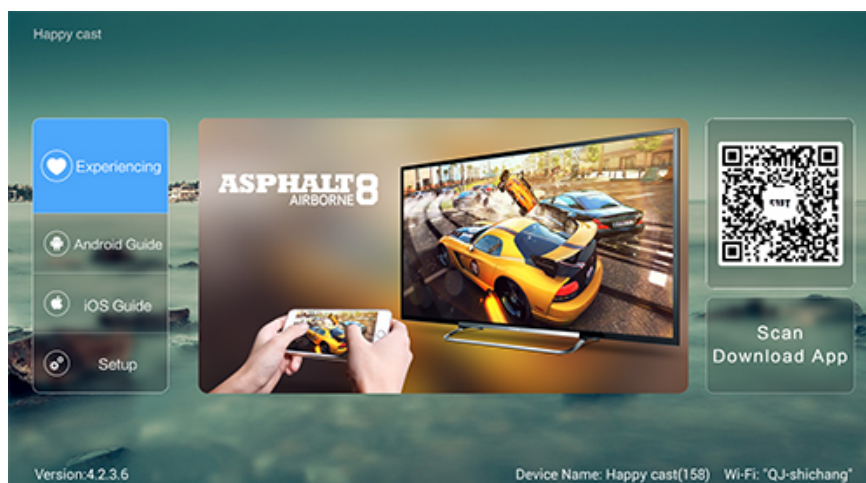 Happy cast
Experiencing
Android Guide
iOS Guide
Setup
ASPHALT 8
AIRBORNE
Scan
Download App
Version:4.2.3.6
Device Name: Happy cast(158) Wi-Fi: "QJ-shichang"